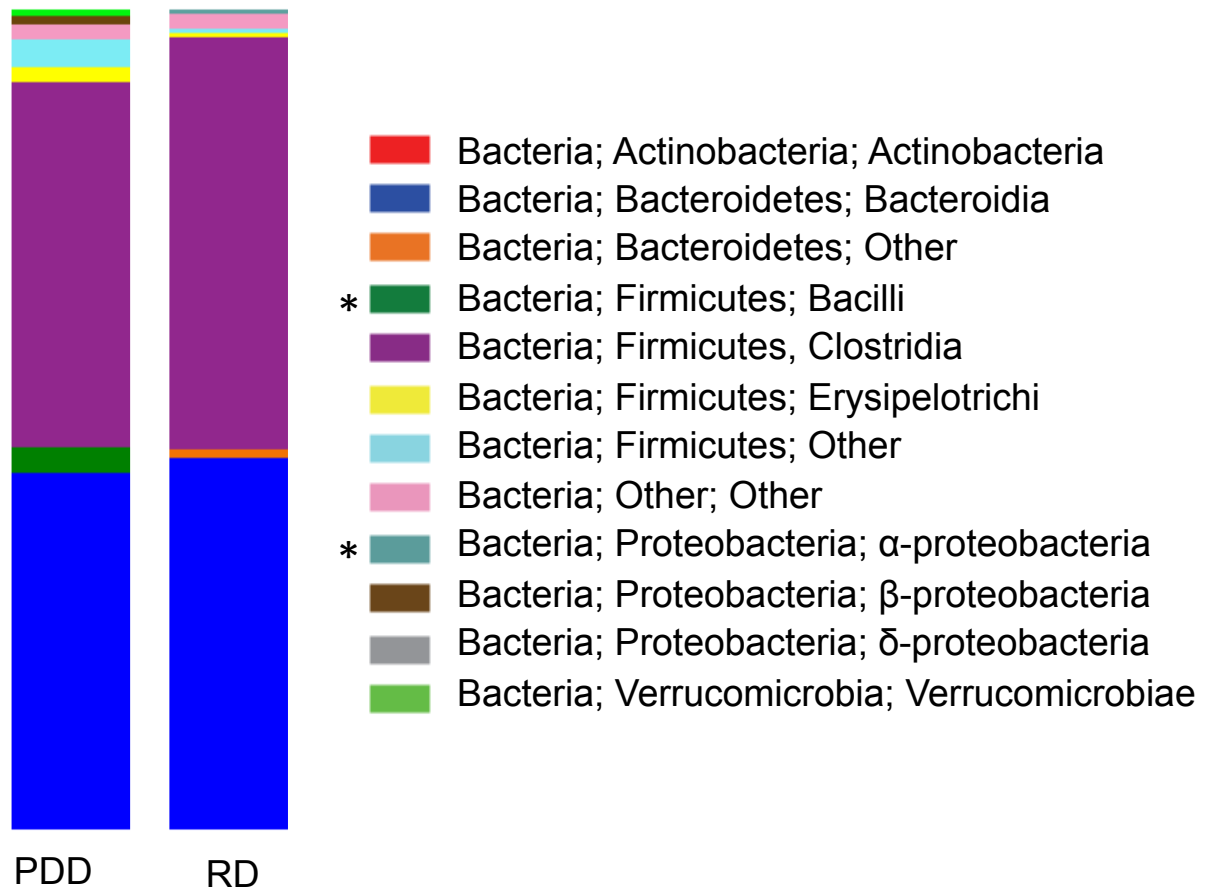 Bacteria; Actinobacteria; Actinobacteria
Bacteria; Bacteroidetes; Bacteroidia
Bacteria; Bacteroidetes; Other
* Bacteria; Firmicutes; Bacilli
Bacteria; Firmicutes, Clostridia
Bacteria; Firmicutes; Erysipelotrichi
Bacteria; Firmicutes; Other
Bacteria; Other; Other
* Bacteria; Proteobacteria; α-proteobacteria
Bacteria; Proteobacteria; β-proteobacteria
Bacteria; Proteobacteria; δ-proteobacteria
Bacteria; Verrucomicrobia; Verrucomicrobiae
PDD RD